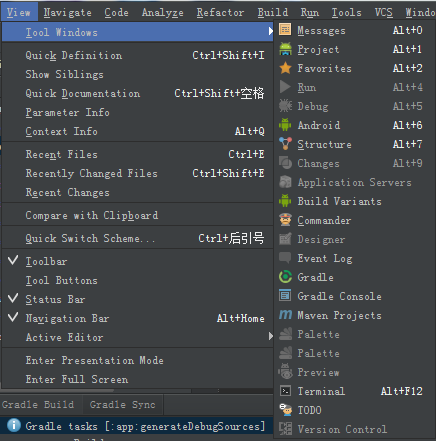 View Navigate Code Analyze Refactor Build Run Tools VCS Windo
Tool Windows
Quick Definition Ctrl+Shift+I
Show Siblings
Quick Documentation Ctrl+Shift+空格
Parameter Info
Context Info Alt+Q
Recent Files Ctrl+E
Recently Changed Files Ctrl+Shift+E
Recent Changes
Compare with Clipboard
Quick Switch Scheme... Ctrl+后引号
Toolbar
Tool Buttons
Status Bar
Navigation Bar Alt+Home
Active Editor
Enter Presentation Mode
Enter Full Screen
Messages Alt+0
Project Alt+1
Favorites Alt+2
Run Alt+4
Debug Alt+5
Android Alt+6
Structure Alt+7
Changes Alt+9
Application Servers
Build Variants
Commander
Designer
Event Log
Gradle
Gradle Console
Maven Projects
Palette
Palette
Preview
Terminal Alt+F12
TODO
Version Control
Gradle Build Gradle Sync
Gradle tasks [:app:generateDebugSources]